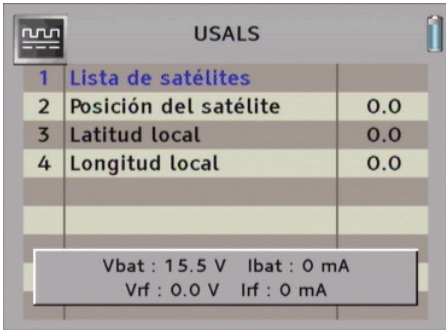 USALS
1 Lista de satélites
2 Posición del satélite 0.0
3 Latitud local 0.0
4 Longitud local 0.0
Vbat : 15.5 V Ibat : 0 mA
Vrf : 0.0 V Irf : 0 mA